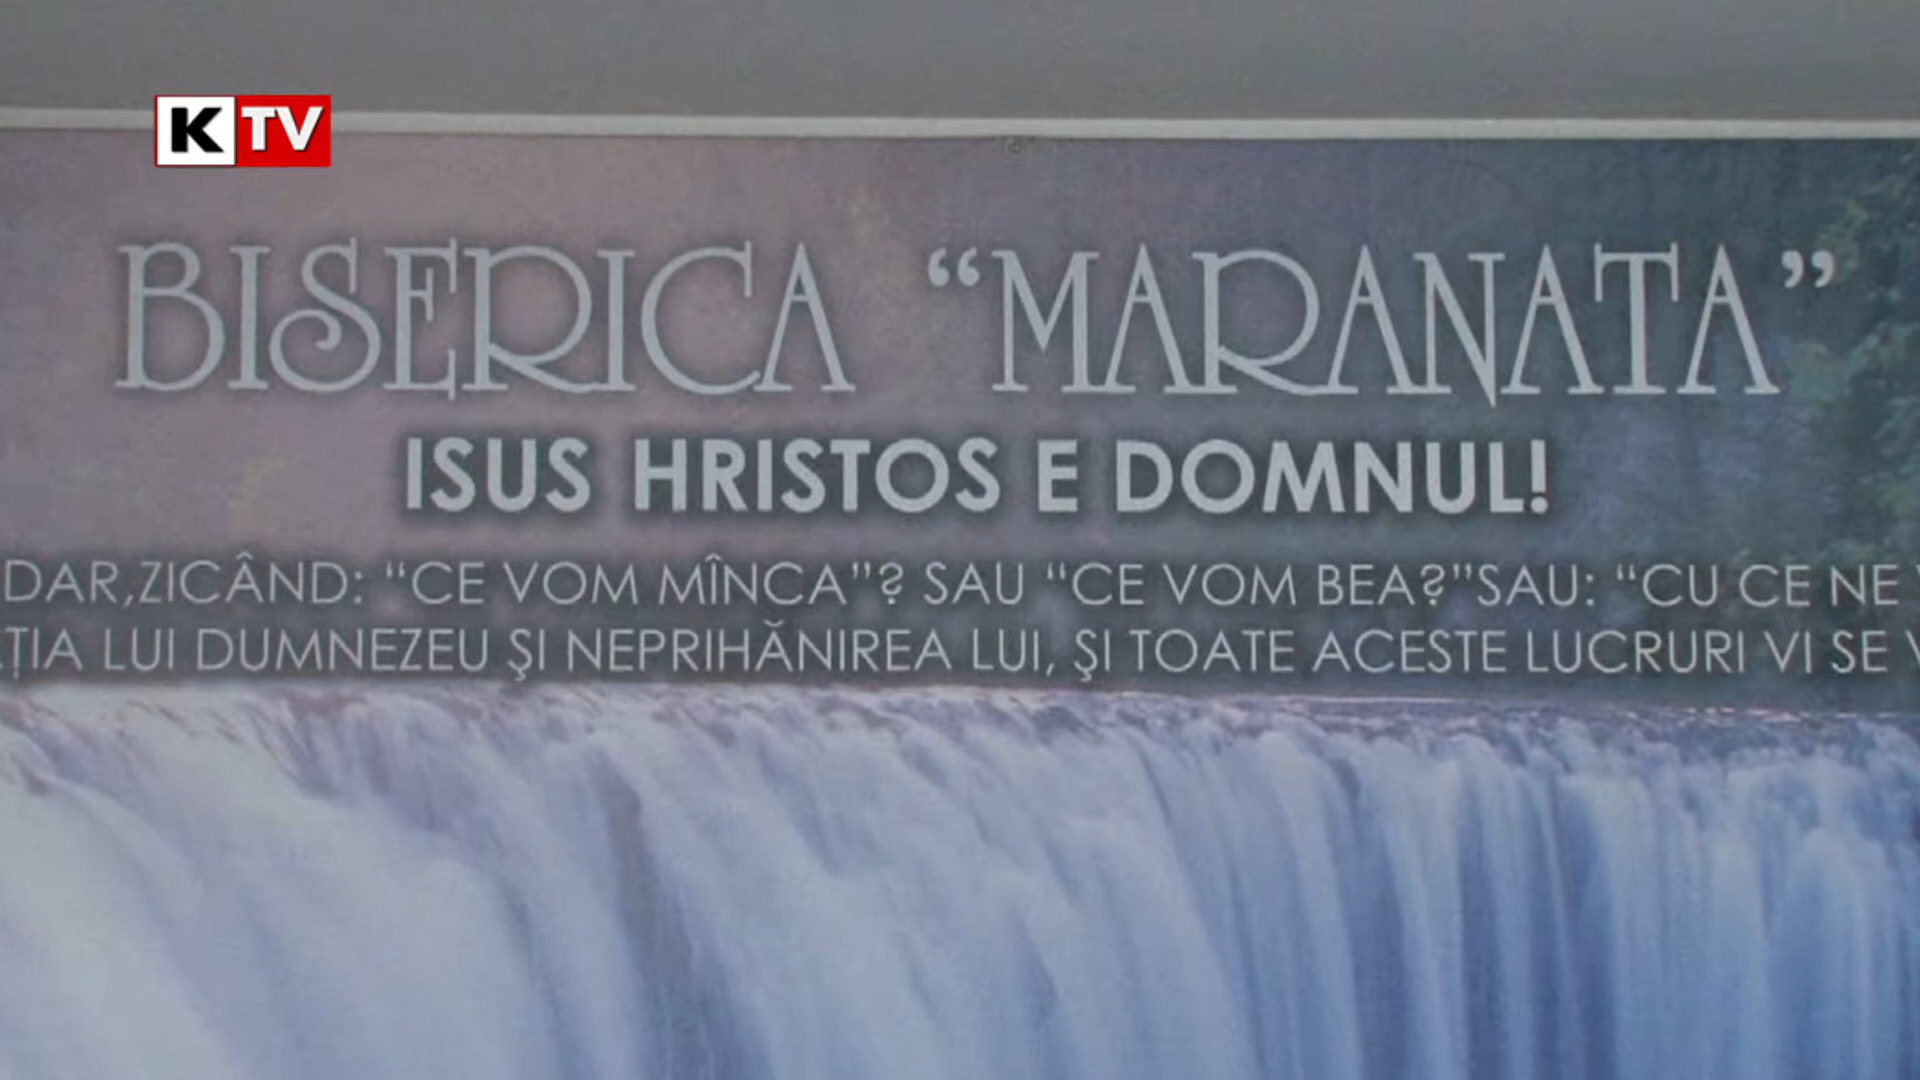 KTV
BISERICA “MARANATA”
ISUS HRISTOS E DOMNUL!
DAR,ZICÂND: “CE VOM MÎNCA”? SAU “CE VOM BEA?”SAU: “CU CE NE
LUI DUMNEZEU ŞI NEPRIHĂNIREA LUI, ŞI TOATE ACESTE LUCRURI VI SE